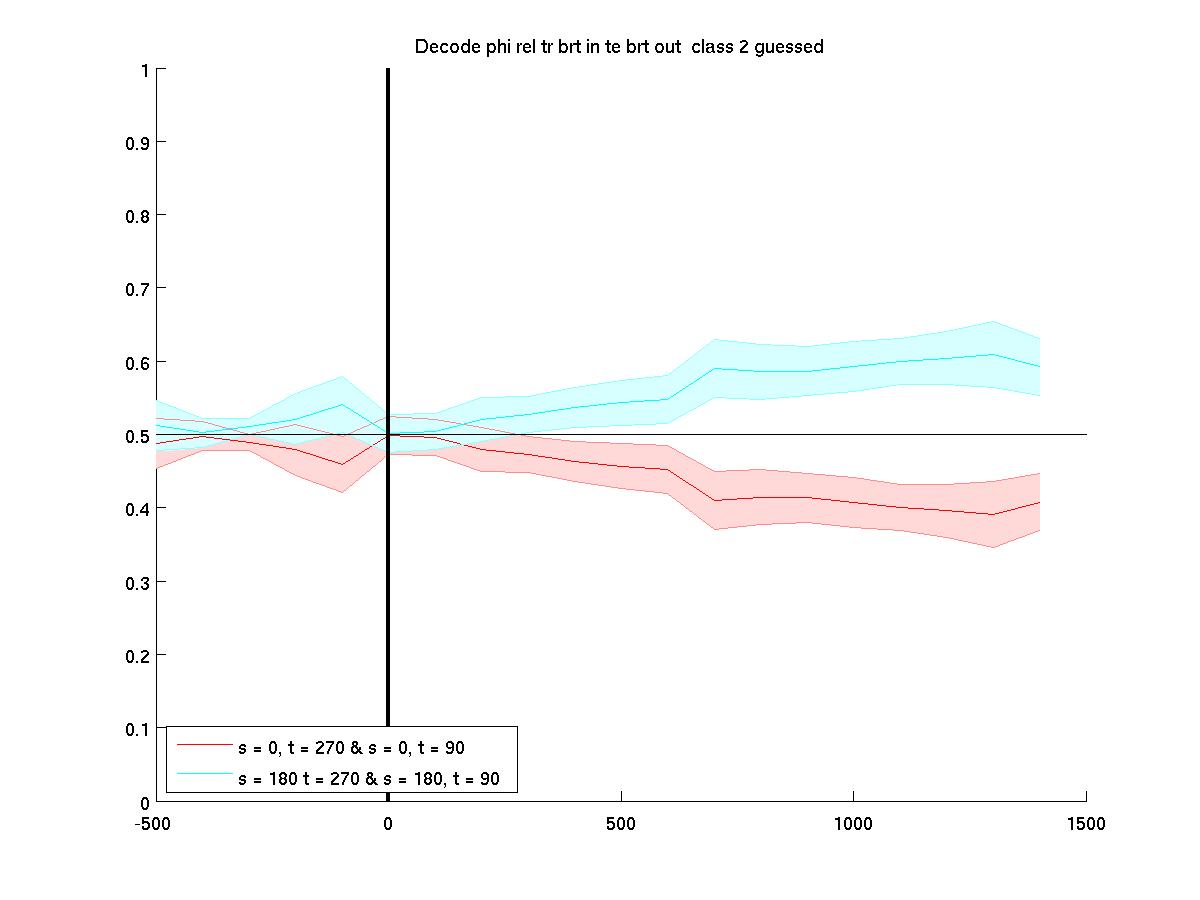 Decode phi rel tr brt in te brt out  class 2 guessed
1
0.9
0.8
0.7
0.6
0.5
0.4
0.3
0.2
0.1
0
s = 0, t = 270 & s = 0, t = 90
s = 180 t = 270 & s = 180, t = 90
-500 0 500 1000 1500